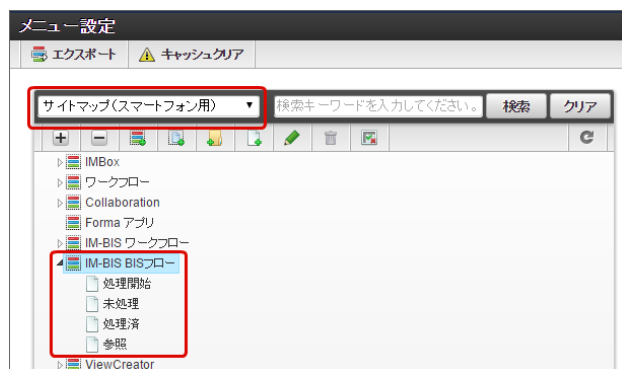 メニュー設定
エクスポート キャッシュクリア
サイトマップ(スマートフォン用) 検索キーワードを入力してください。 検索 クリア
IMBox
ワークフロー
Collaboration
Forma アプリ
IM-BIS ワークフロー
IM-BIS BISフロー
処理開始
未処理
処理済
参照
ViewCreator